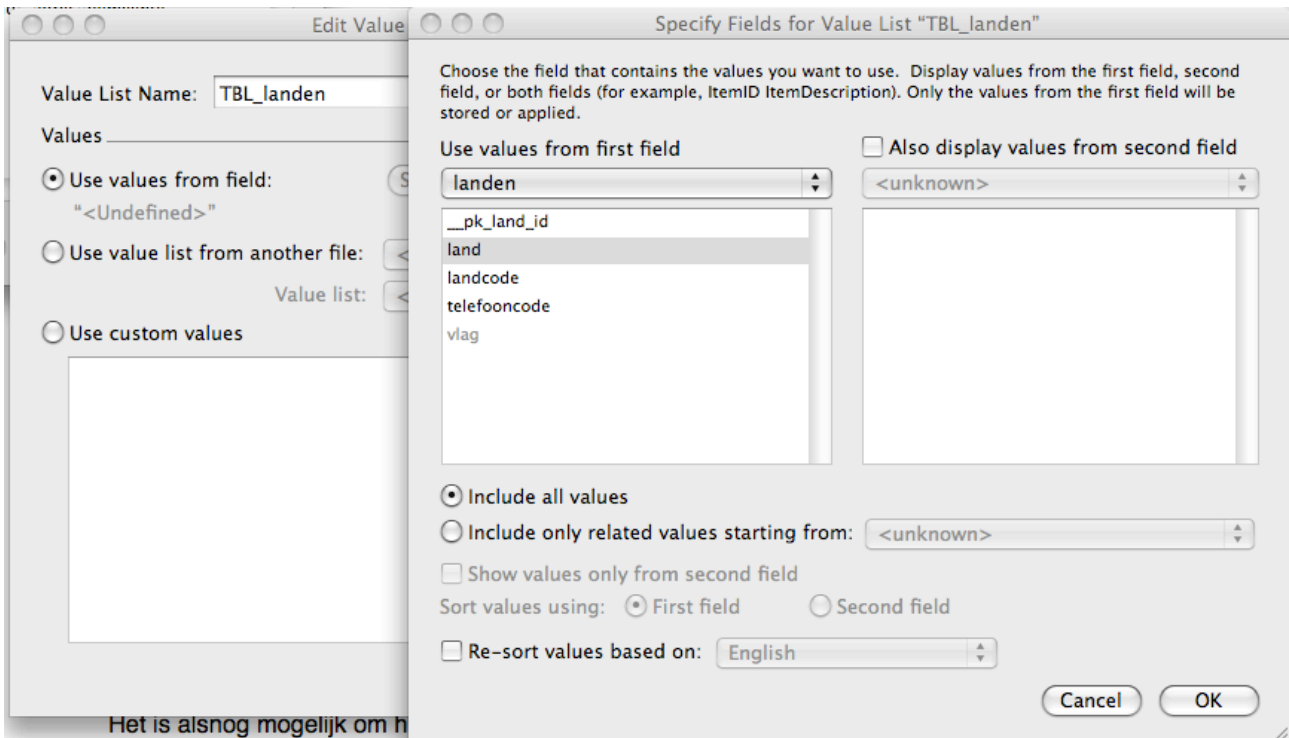 Edit Value
Value List Name: TBL_landen
Values
Use values from field:
"<Undefined>"
Use value list from another file:
Value list:
Use custom values
Het is alsnog mogelijk om h
Specify Fields for Value List “TBL_landen”
Choose the field that contains the values you want to use. Display values from the first field, second
field, or both fields (for example, ItemID ItemDescription). Only the values from the first field will be
stored or applied.
Use values from first field
landen
__pk_land_id
land
landcode
telefooncode
vlag
Also display values from second field
<unknown>
Include all values
Include only related values starting from: <unknown>
Show values only from second field
Sort values using: First field Second field
Re-sort values based on: English
Cancel OK